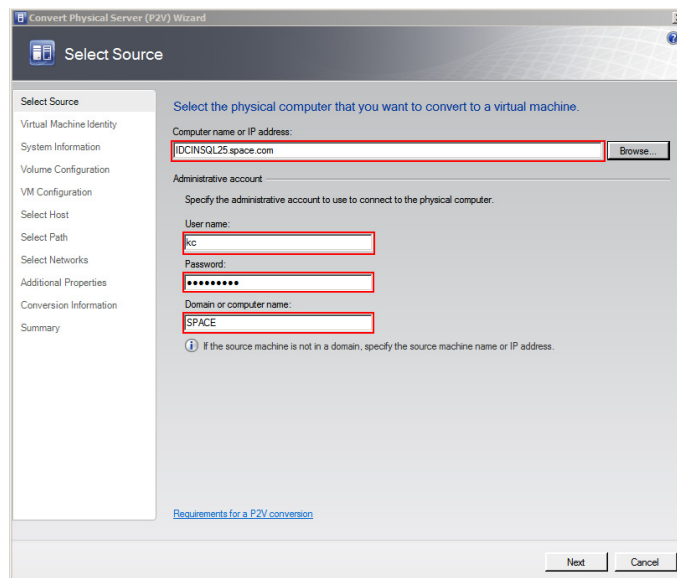 Convert Physical Server (P2V) Wizard
Select Source
Select Source
Virtual Machine Identity
System Information
Volume Configuration
VM Configuration
Select Host
Select Path
Select Networks
Additional Properties
Conversion Information
Summary
Select the physical computer that you want to convert to a virtual machine.
Computer name or IP address:
IDCINSQL25.space.com
Browse...
Administrative account
Specify the administrative account to use to connect to the physical computer.
User name:
kc
Password:
•••••••••
Domain or computer name:
SPACE
If the source machine is not in a domain, specify the source machine name or IP address.
Requirements for a P2V conversion
Next Cancel